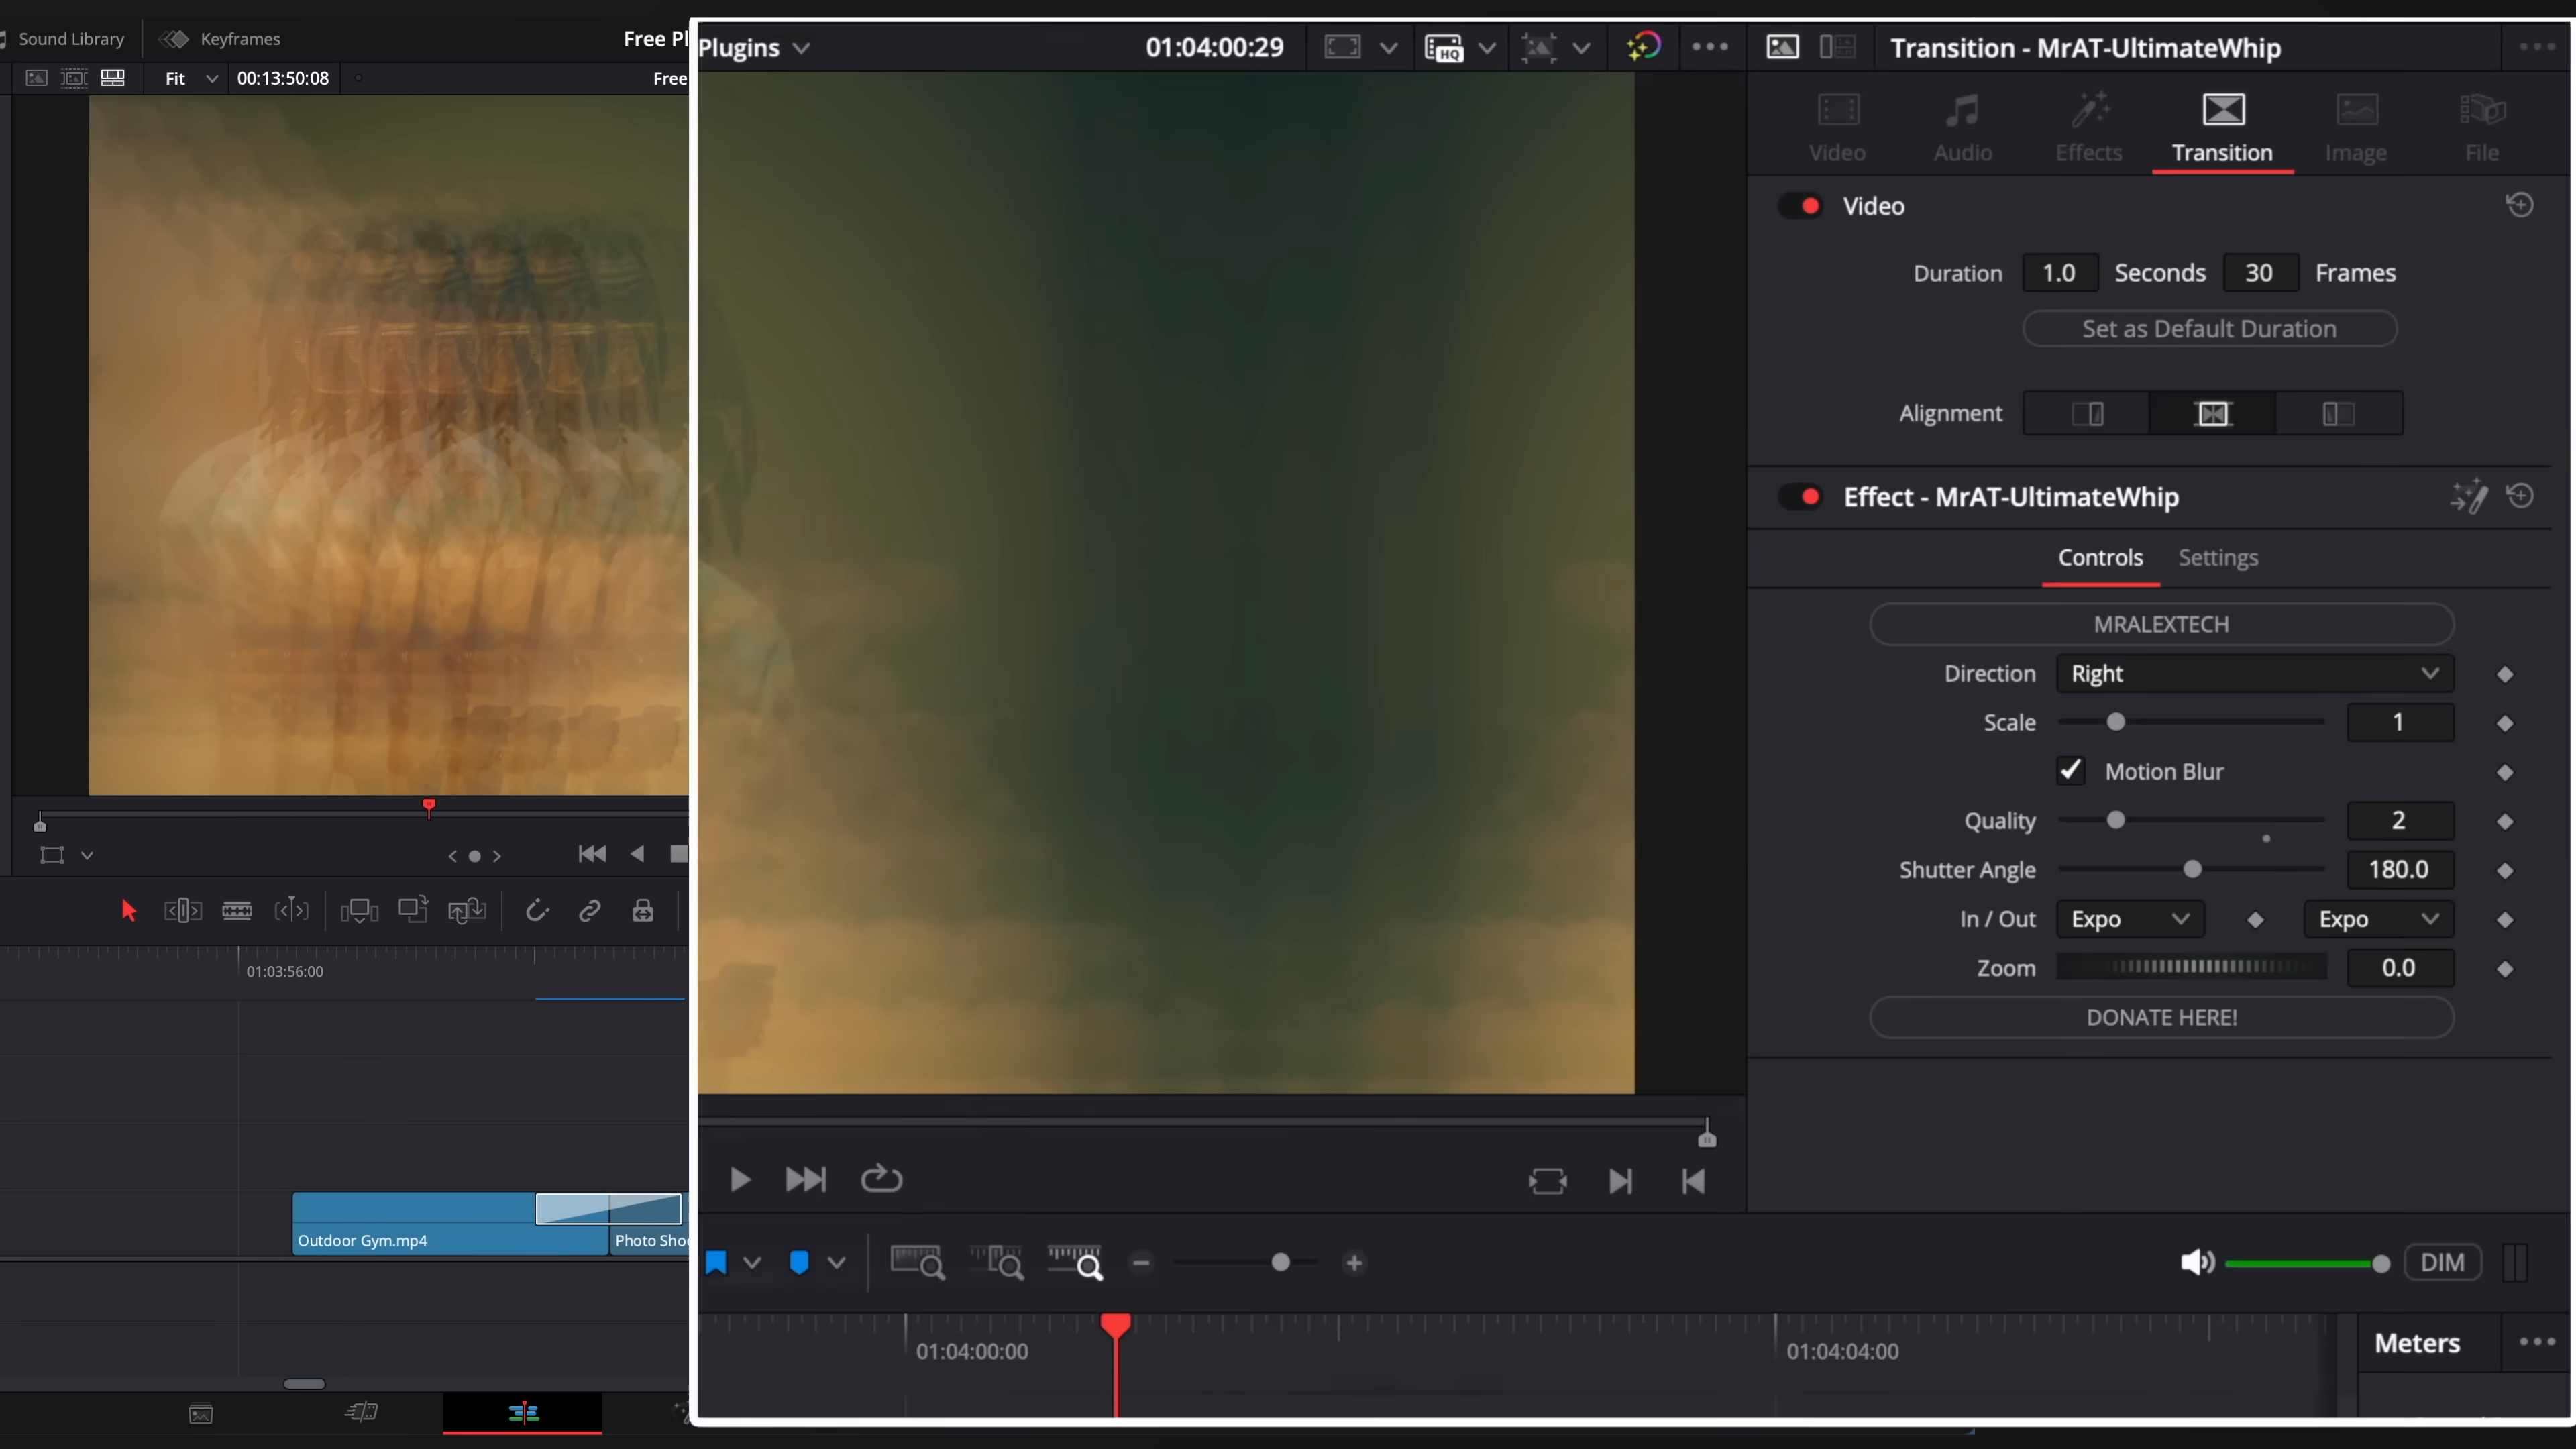 Sound Library
Keyframes
Free Pl
Fit
00:13:50:08
Free
01:03:56:00
Outdoor Gym.mp4
Photo Sho
Plugins
01:04:00:29
HQ
Transition - MrAT-UltimateWhip
Video
Audio
Effects
Transition
Image
File
Video
Duration 1.0 Seconds 30 Frames
Set as Default Duration
Alignment
Effect - MrAT-UltimateWhip
Controls Settings
MRALEXTECH
Direction Right
Scale 1
Motion Blur
Quality 2
Shutter Angle 180.0
In / Out Expo Expo
Zoom 0.0
DONATE HERE!
DIM
01:04:00:00
01:04:04:00
Meters